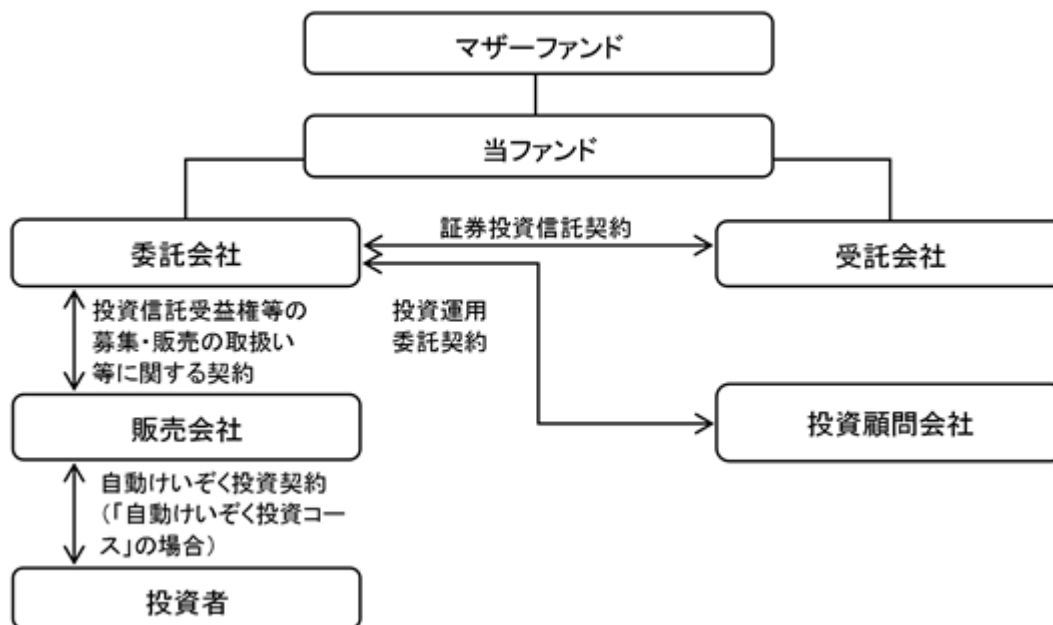 マザーファンド
当ファンド
証券投資信託契約
委託会社
受託会社
投資信託受益権等の
募集・販売の取扱い
等に関する契約
投資運用
委託契約
販売会社
投資顧問会社
自動けいぞく投資契約
(「自動けいぞく投資コー
ス」の場合)
投資者